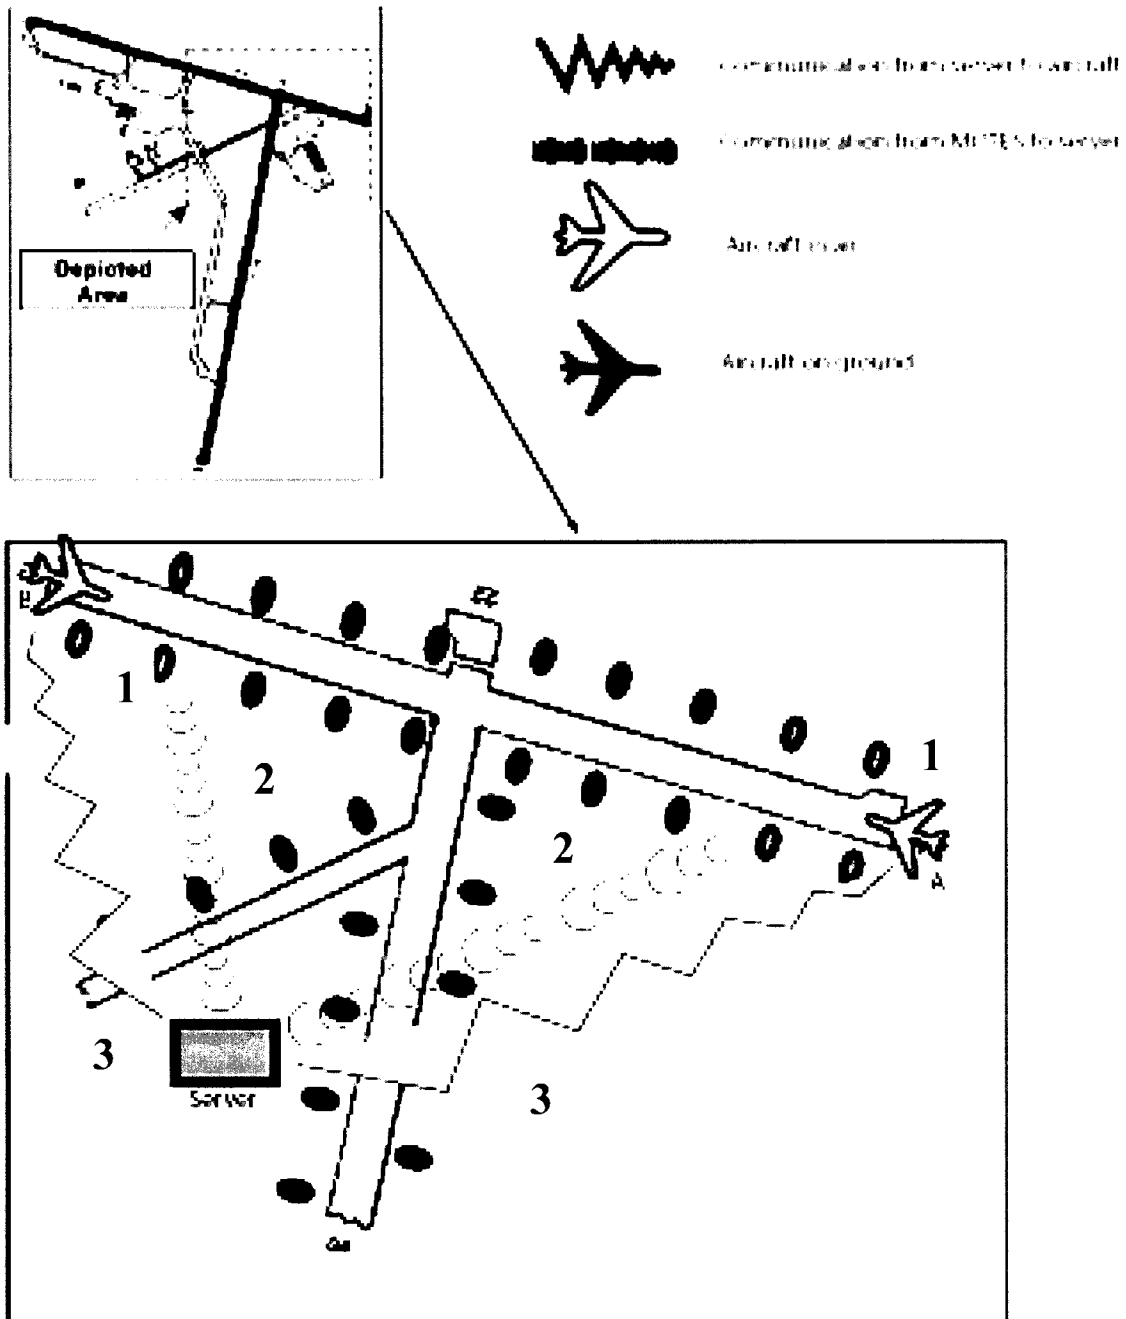 Communication from server to aircraft
Communication from MITES to server
Aircraft in air
Aircraft on ground
Depicted
Area
B
1
1
2
2
A
3
Server
3